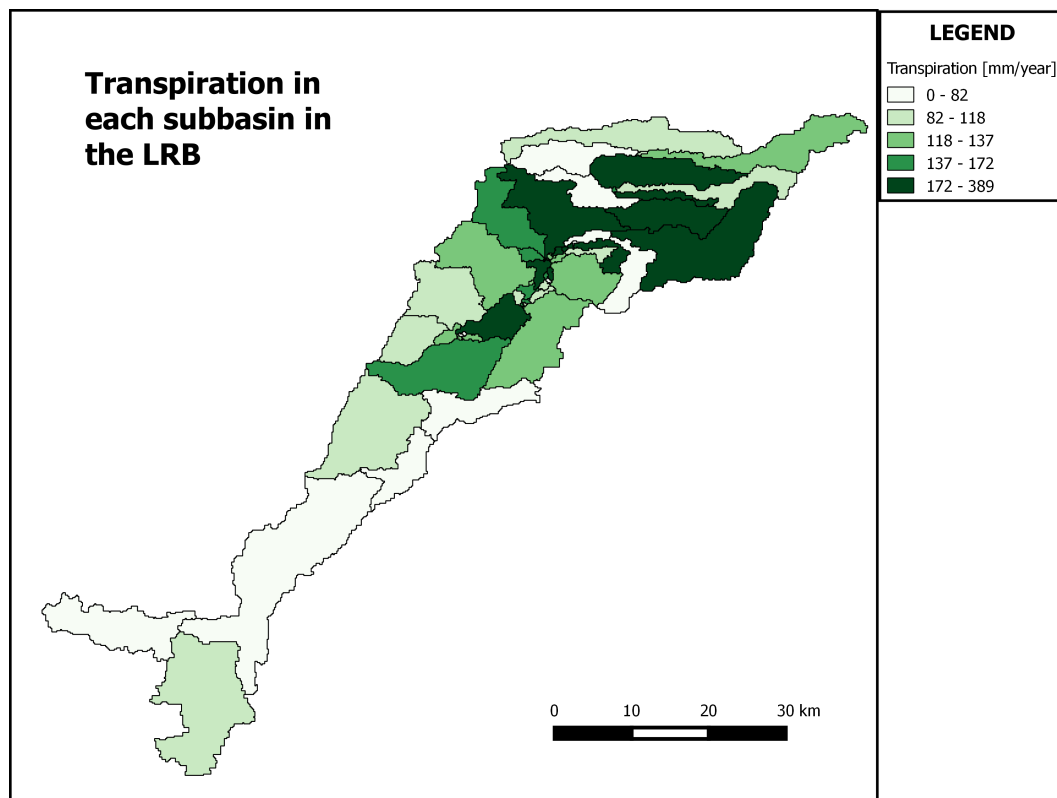 Transpiration in
each subbasin in
the LRB
LEGEND
Transpiration [mm/year]
0 - 82
82 - 118
118 - 137
137 - 172
172 - 389
0 10 20 30 km